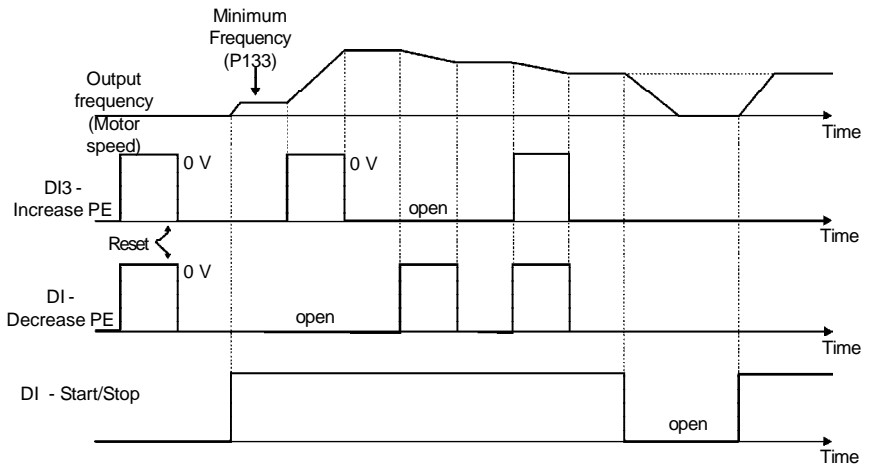 Minimum
Frequency
(P133)
Output
frequency
(Motor
speed)
Time
0 V
0 V
DI3 -
Increase PE
open
Time
Reset
0 V
DI -
Decrease PE
open
Time
DI - Start/Stop
open
Time